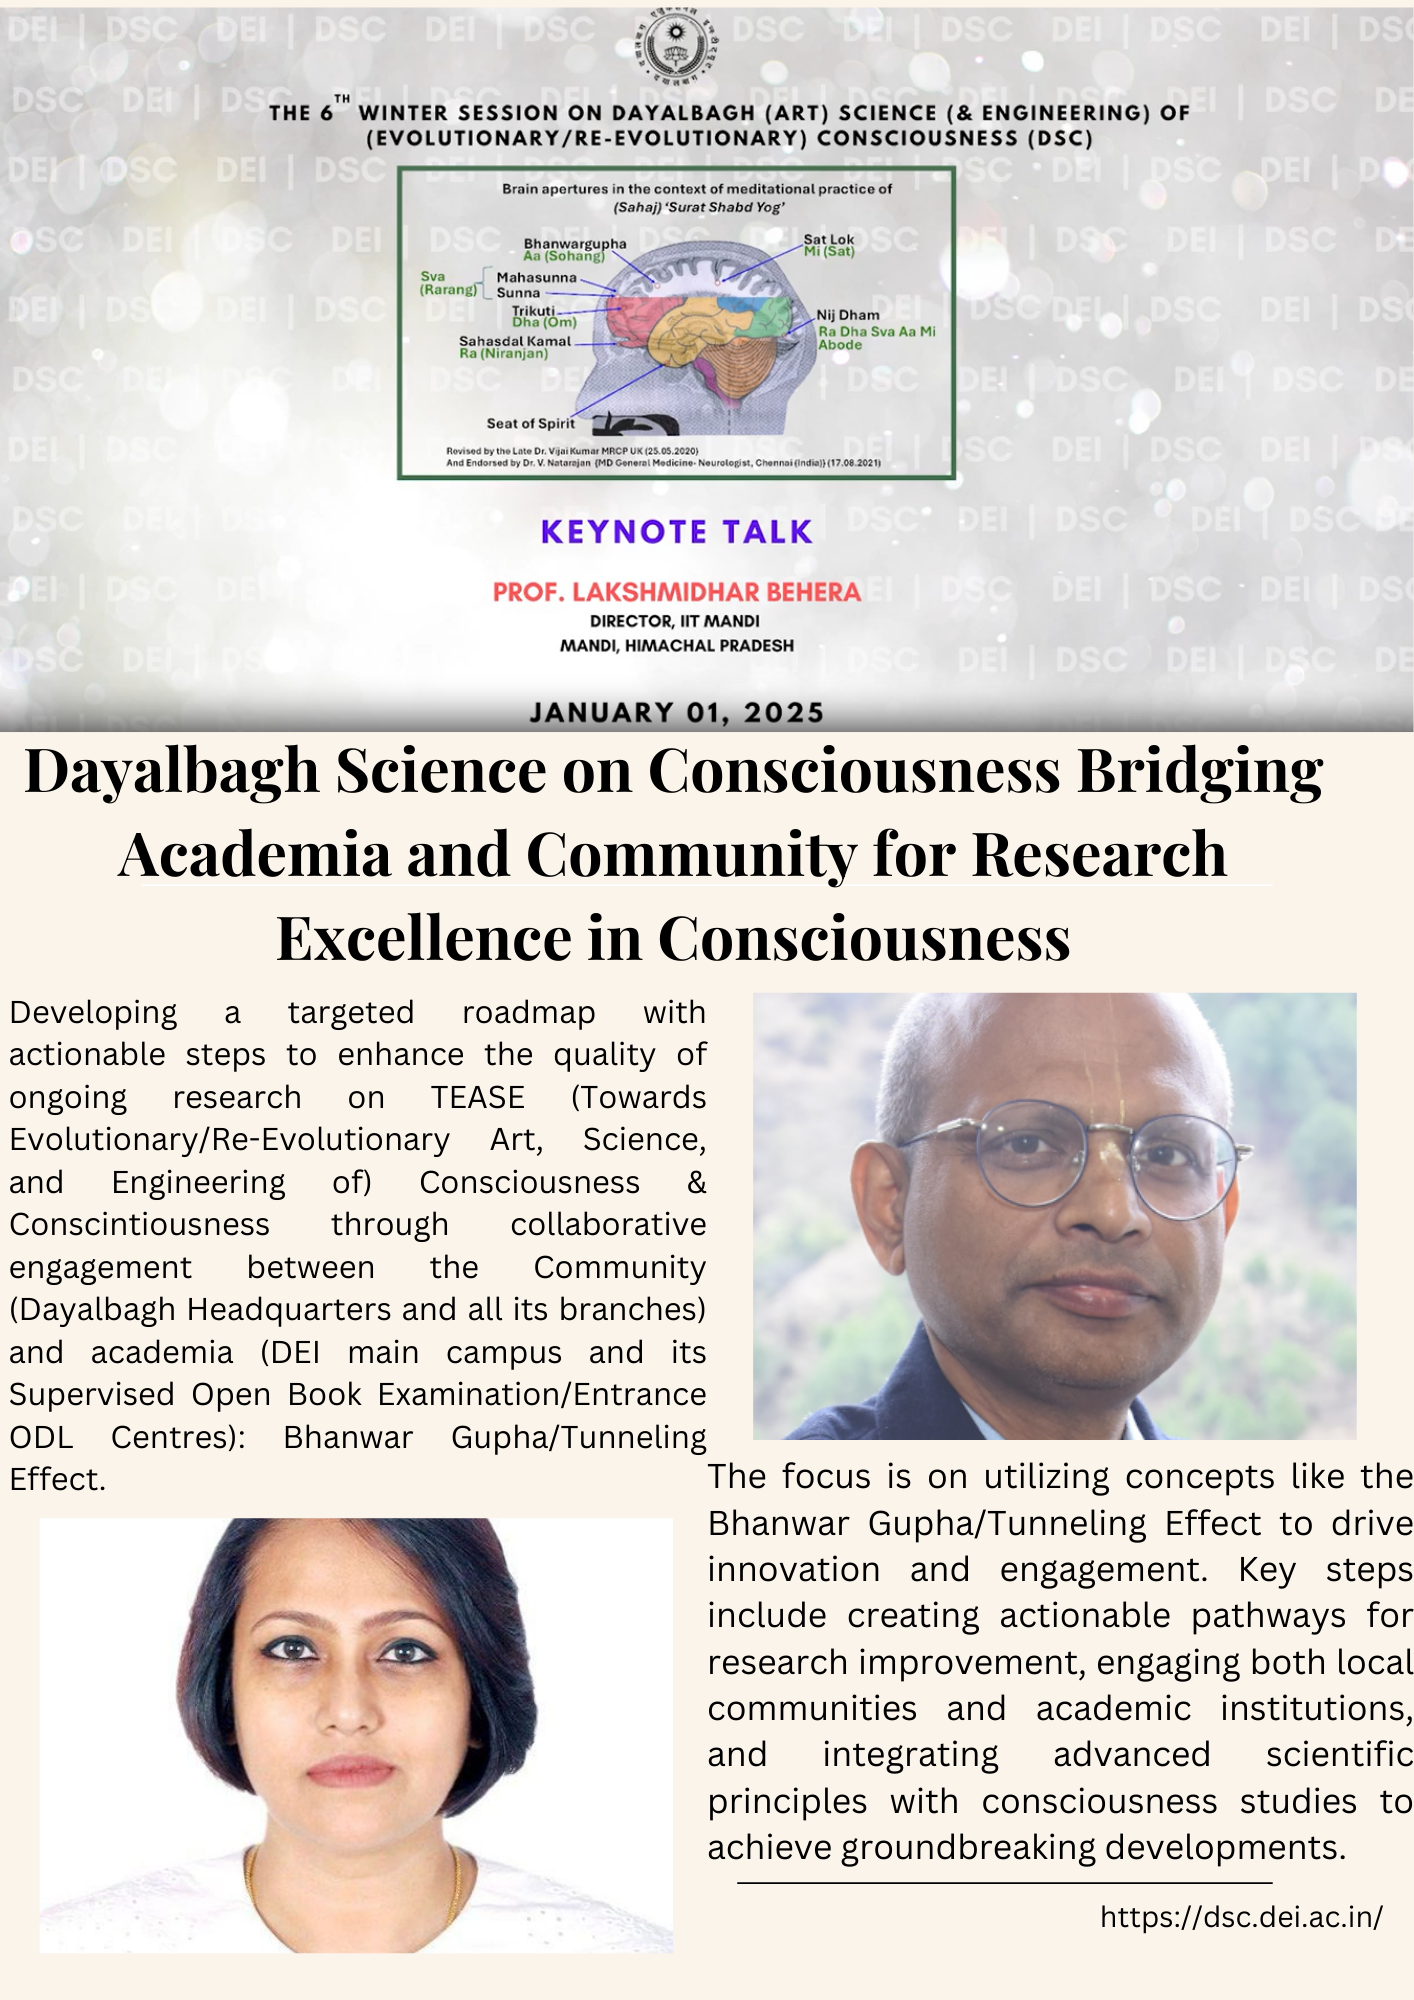 THE 6TH WINTER SESSION ON DAYALBAGH (ART) SCIENCE (& ENGINEERING) OF
(EVOLUTIONARY/RE-EVOLUTIONARY) CONSCIOUSNESS (DSC)
Brain apertures in the context of meditational practice of
(Sahaj) ‘Surat Shabd Yog’
Bhanwargupha
Aa (Sohang)
Sat Lok
Mi (Sat)
Sva
(Rarang)
Mahasunna
Sunna
Trikuti
Dha (Om)
Nij Dham
Ra Dha Sva Aa Mi
Abode
Sahasdal Kamal
Ra (Niranjan)
Seat of Spirit
Revised by the Late Dr. Vijai Kumar MRCP UK (25.05.2020)
And Endorsed by Dr. V. Natarajan {MD General Medicine- Neurologist, Chennai (India)} (17.08.2021)
KEYNOTE TALK
PROF. LAKSHMIDHAR BEHERA
DIRECTOR, IIT MANDI
MANDI, HIMACHAL PRADESH
JANUARY 01, 2025
Dayalbagh Science on Consciousness Bridging
Academia and Community for Research
Excellence in Consciousness
Developing a targeted roadmap with
actionable steps to enhance the quality of
ongoing research on TEASE (Towards
Evolutionary/Re-Evolutionary Art, Science,
and Engineering of) Consciousness &
Conscintiousness through collaborative
engagement between the Community
(Dayalbagh Headquarters and all its branches)
and academia (DEI main campus and its
Supervised Open Book Examination/Entrance
ODL Centres): Bhanwar Gupha/Tunneling
Effect.
The focus is on utilizing concepts like the
Bhanwar Gupha/Tunneling Effect to drive
innovation and engagement. Key steps
include creating actionable pathways for
research improvement, engaging both local
communities and academic institutions,
and integrating advanced scientific
principles with consciousness studies to
achieve groundbreaking developments.
https://dsc.dei.ac.in/